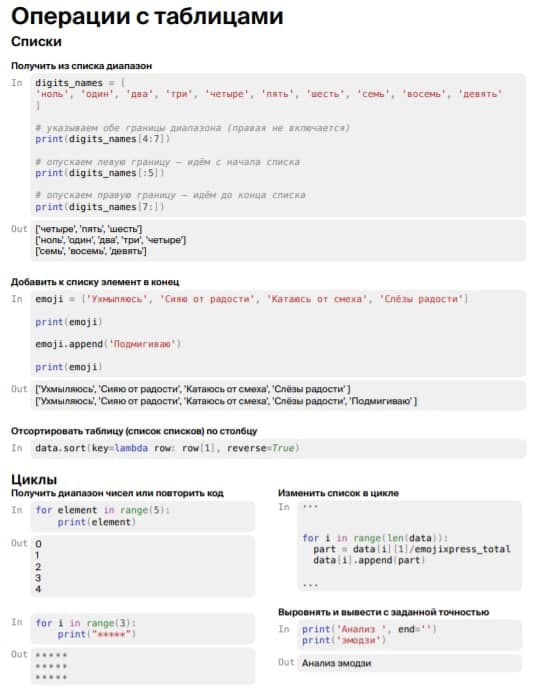 Операции с таблицами
Списки
Получить из списка диапазон
In
digits_names = [
'ноль', 'один', 'два', 'три', 'четыре', 'пять', 'шесть', 'семь', 'восемь', 'девять'
]
# указываем обе границы диапазона (правая не включается)
print(digits_names[4:7])
# опускаем левую границу — идём с начала списка
print(digits_names[:5])
# опускаем правую границу — идём до конца списка
print(digits_names[7:])
Out
['четыре', 'пять', 'шесть']
['ноль', 'один', 'два', 'три', 'четыре']
['семь', 'восемь', 'девять']
Добавить к списку элемент в конец
In
emoji = ['Ухмыляюсь', 'Сияю от радости', 'Катаюсь от смеха', 'Слёзы радости']
print(emoji)
emoji.append('Подмигиваю')
print(emoji)
Out
['Ухмыляюсь', 'Сияю от радости', 'Катаюсь от смеха', 'Слёзы радости' ]
['Ухмыляюсь', 'Сияю от радости', 'Катаюсь от смеха', 'Слёзы радости', 'Подмигиваю' ]
Отсортировать таблицу (список списков) по столбцу
In
data.sort(key=lambda row: row[1], reverse=True)
Циклы
Получить диапазон чисел или повторить код
In
for element in range(5):
print(element)
Out
0
1
2
3
4
In
for i in range(3):
print("*****")
Out
*****
*****
*****
Изменить список в цикле
In
...
for i in range(len(data)):
part = data[i][1]/emojixpress_total
data[i].append(part)
...
Выровнять и вывести с заданной точностью
In
print('Анализ ', end='')
print('эмодзи')
Out
Анализ эмодзи